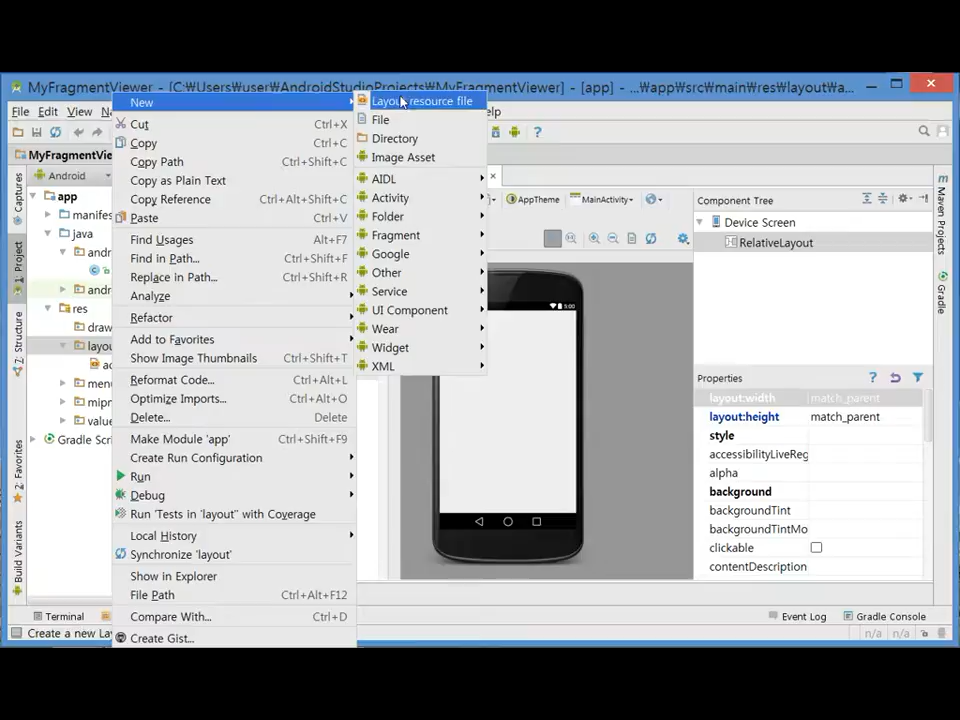 MyFragmentViewer - [C:₩Users₩user₩AndroidStudioProjects₩MyFragmentViewer] - [app] - ...₩app₩src₩main₩res₩layout₩a...
File Edit View
MyFragmentVie
Android
Captures
1: Project
7: Structure
2: Favorites
Build Variants
app
manifes
java
andr
andr
res
draw
layou
ac
men
mipr
value
Gradle Scri
New
Cut Ctrl+X
Copy Ctrl+C
Copy Path Ctrl+Shift+C
Copy as Plain Text
Copy Reference Ctrl+Alt+Shift+C
Paste Ctrl+V
Find Usages Alt+F7
Find in Path... Ctrl+Shift+F
Replace in Path... Ctrl+Shift+R
Analyze
Refactor
Add to Favorites
Show Image Thumbnails Ctrl+Shift+T
Reformat Code... Ctrl+Alt+L
Optimize Imports... Ctrl+Alt+O
Delete... Delete
Make Module 'app' Ctrl+Shift+F9
Create Run Configuration
Run
Debug
Run 'Tests in 'layout'' with Coverage
Local History
Synchronize 'layout'
Show in Explorer
File Path Ctrl+Alt+F12
Compare With... Ctrl+D
Create Gist...
Layout resource file
File
Directory
Image Asset
AIDL
Activity
Folder
Fragment
Google
Other
Service
UI Component
Wear
Widget
XML
elp
AppTheme MainActivity
5:00
Component Tree
Device Screen
RelativeLayout
Properties
layout:width match_parent
layout:height match_parent
style
accessibilityLiveReg
alpha
background
backgroundTint
backgroundTintMo
clickable
contentDescription
Maven Projects
Gradle
Terminal
Event Log Gradle Console
Create a new La
n/a n/a